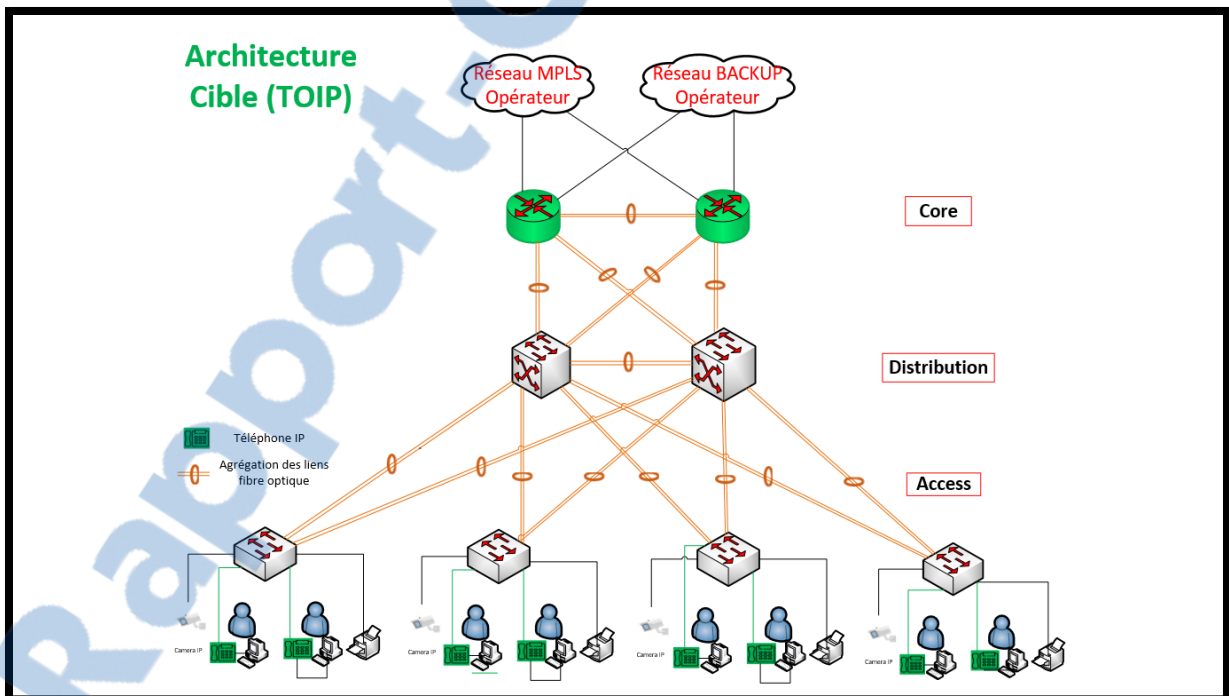 Architecture
Cible (TOIP)
Réseau MPLS
Opérateur
Réseau BACKUP
Opérateur
Core
Distribution
Téléphone IP
Agrégation des liens
fibre optique
Access
Camera IP
Camera IP
Camera IP
Camera IP
Rapport-